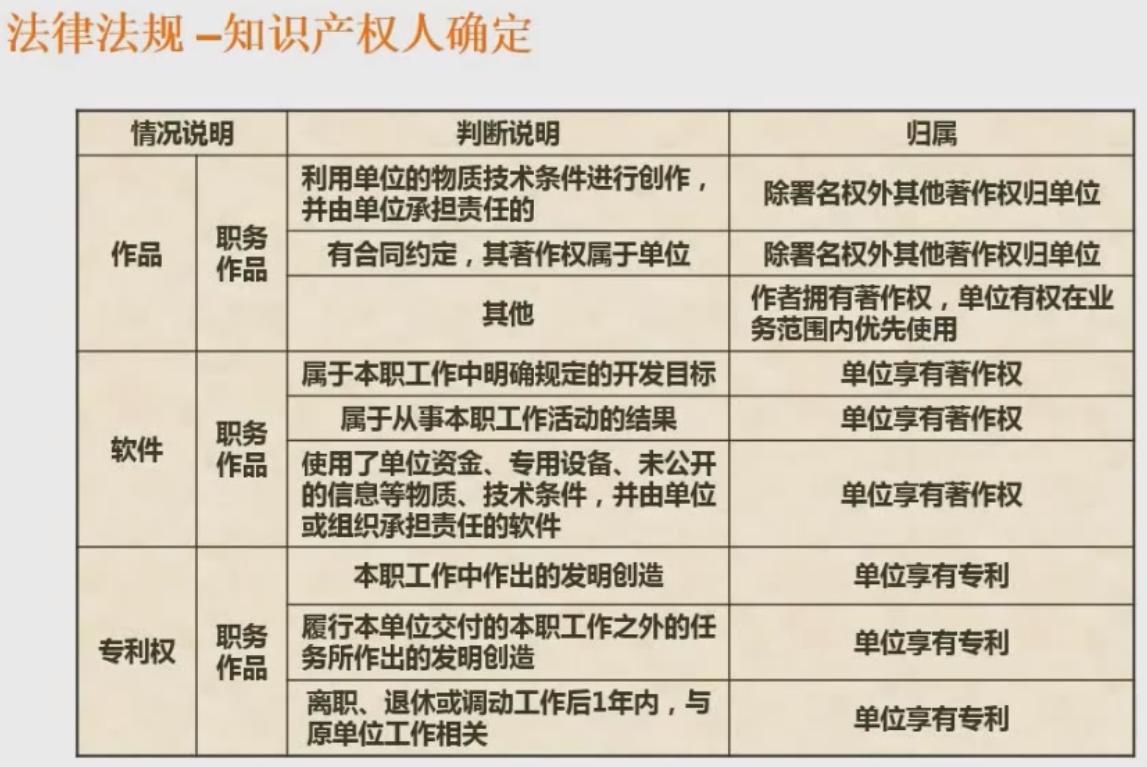 法律法规 –知识产权人确定
情况说明
判断说明
归属
作品
职务
作品
利用单位的物质技术条件进行创作，
并由单位承担责任的
除署名权外其他著作权归单位
有合同约定，其著作权属于单位
除署名权外其他著作权归单位
其他
作者拥有著作权，单位有权在业
务范围内优先使用
软件
职务
作品
属于本职工作中明确规定的开发目标
单位享有著作权
属于从事本职工作活动的结果
单位享有著作权
使用了单位资金、专用设备、未公开
的信息等物质、技术条件，并由单位
或组织承担责任的软件
单位享有著作权
专利权
职务
作品
本职工作中作出的发明创造
单位享有专利
履行本单位交付的本职工作之外的任
务所作出的发明创造
单位享有专利
离职、退休或调动工作后1年内，与
原单位工作相关
单位享有专利